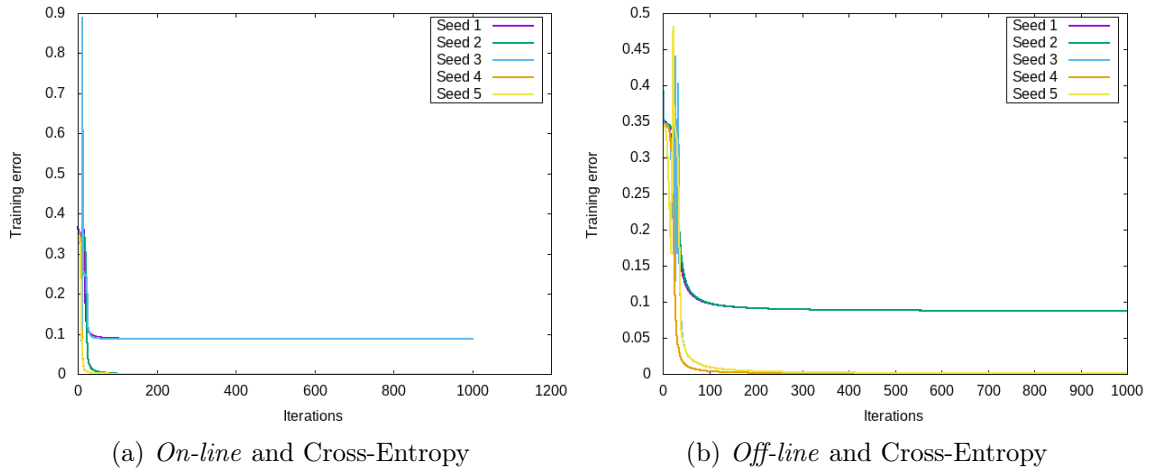 0.9
0.8
0.7
0.6
0.5
0.4
0.3
0.2
0.1
0
Training error
0 200 400 600 800 1000 1200
Iterations
Seed 1
Seed 2
Seed 3
Seed 4
Seed 5
(a) On-line and Cross-Entropy
0.5
0.45
0.4
0.35
0.3
0.25
0.2
0.15
0.1
0.05
0
Training error
0 100 200 300 400 500 600 700 800 900 1000
Iterations
Seed 1
Seed 2
Seed 3
Seed 4
Seed 5
(b) Off-line and Cross-Entropy